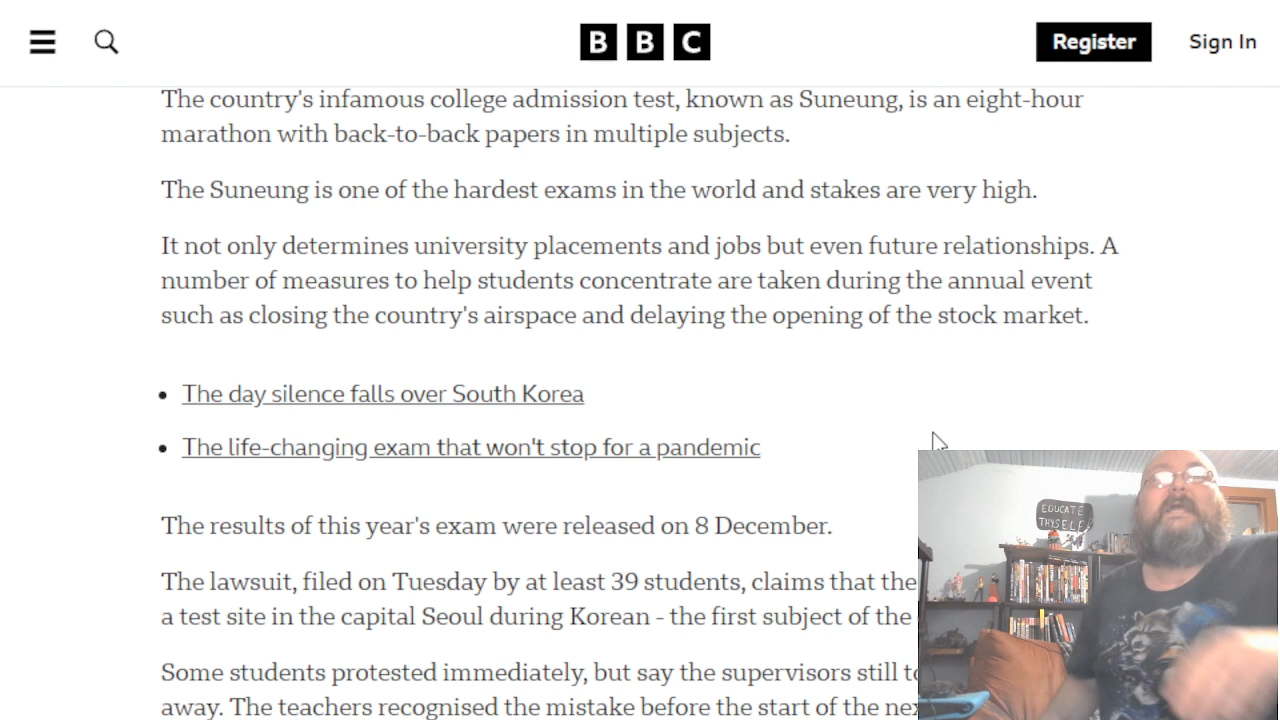 BBC
Register
Sign In
The country's infamous college admission test, known as Suneung, is an eight-hour
marathon with back-to-back papers in multiple subjects.
The Suneung is one of the hardest exams in the world and stakes are very high.
It not only determines university placements and jobs but even future relationships. A
number of measures to help students concentrate are taken during the annual event
such as closing the country's airspace and delaying the opening of the stock market.
The day silence falls over South Korea
The life-changing exam that won't stop for a pandemic
The results of this year's exam were released on 8 December.
The lawsuit, filed on Tuesday by at least 39 students, claims that the
a test site in the capital Seoul during Korean - the first subject of the
Some students protested immediately, but say the supervisors still
away. The teachers recognised the mistake before the start of the
EDUCATE
THYSELF